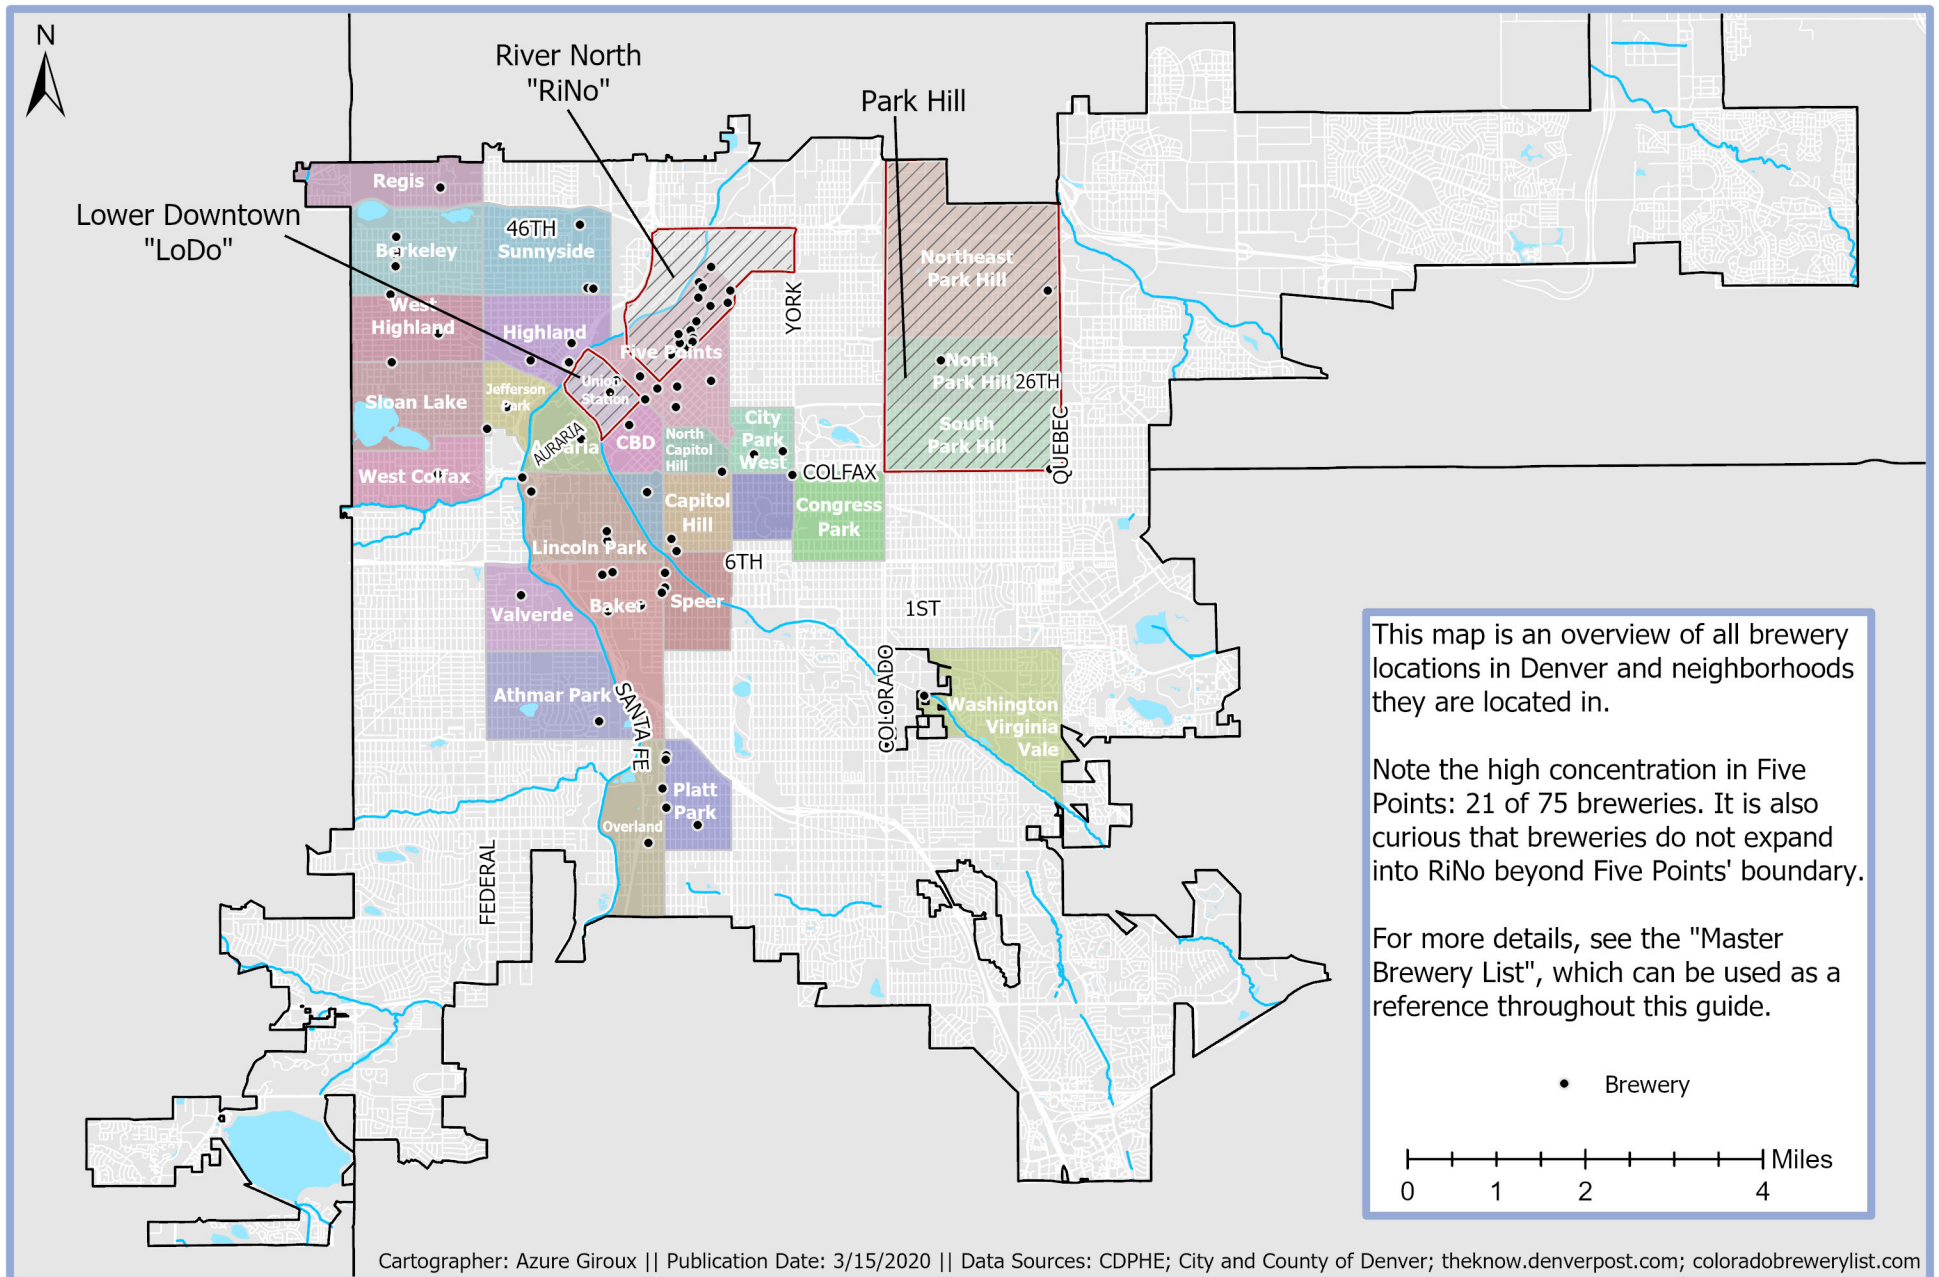 N
River North
"RiNo"
Park Hill
Lower Downtown
"LoDo"
Regis
46TH
Berkeley
Sunnyside
Northeast
Park Hill
West
Highland
Highland
YORK
Five Points
North
Park Hill
26TH
Union
Station
Jefferson
Park
Sloan Lake
South
Park Hill
QUEBEC
City
Park
West
CBD
North
Capitol
Hill
AURARIA
Auraria
West Colfax
COLFAX
Capitol
Hill
Congress
Park
Lincoln Park
6TH
Valverde
Baker
Speer
1ST
Athmar Park
SANTA FE
COLORADO
Washington
Virginia
Vale
Platt
Park
Overland
FEDERAL
This map is an overview of all brewery
locations in Denver and neighborhoods
they are located in.
Note the high concentration in Five
Points: 21 of 75 breweries. It is also
curious that breweries do not expand
into RiNo beyond Five Points' boundary.
For more details, see the "Master
Brewery List", which can be used as a
reference throughout this guide.
Brewery
Miles
0 1 2 4
Cartographer: Azure Giroux || Publication Date: 3/15/2020 || Data Sources: CDPHE; City and County of Denver; theknow.denverpost.com; coloradobrewerylist.com